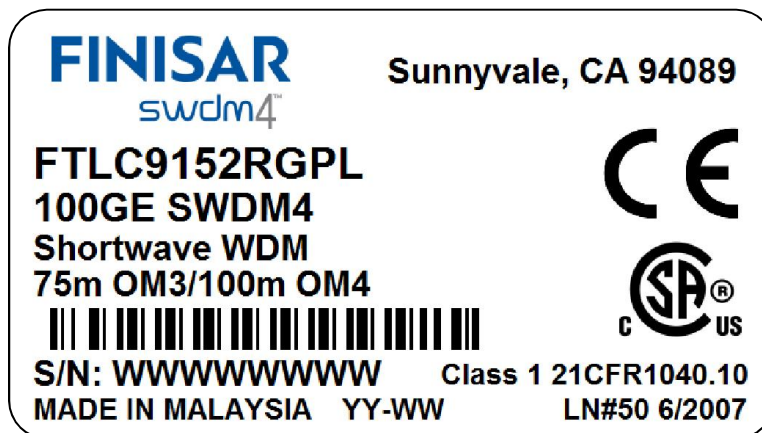 FINISAR
Sunnyvale, CA 94089
swdm4™
FTLC9152RGPL
100GE SWDM4
CE
Shortwave WDM
75m OM3/100m OM4
C SA ® US
S/N: WWWWWWWWW
Class 1 21CFR1040.10
MADE IN MALAYSIA YY-WW
LN#50 6/2007